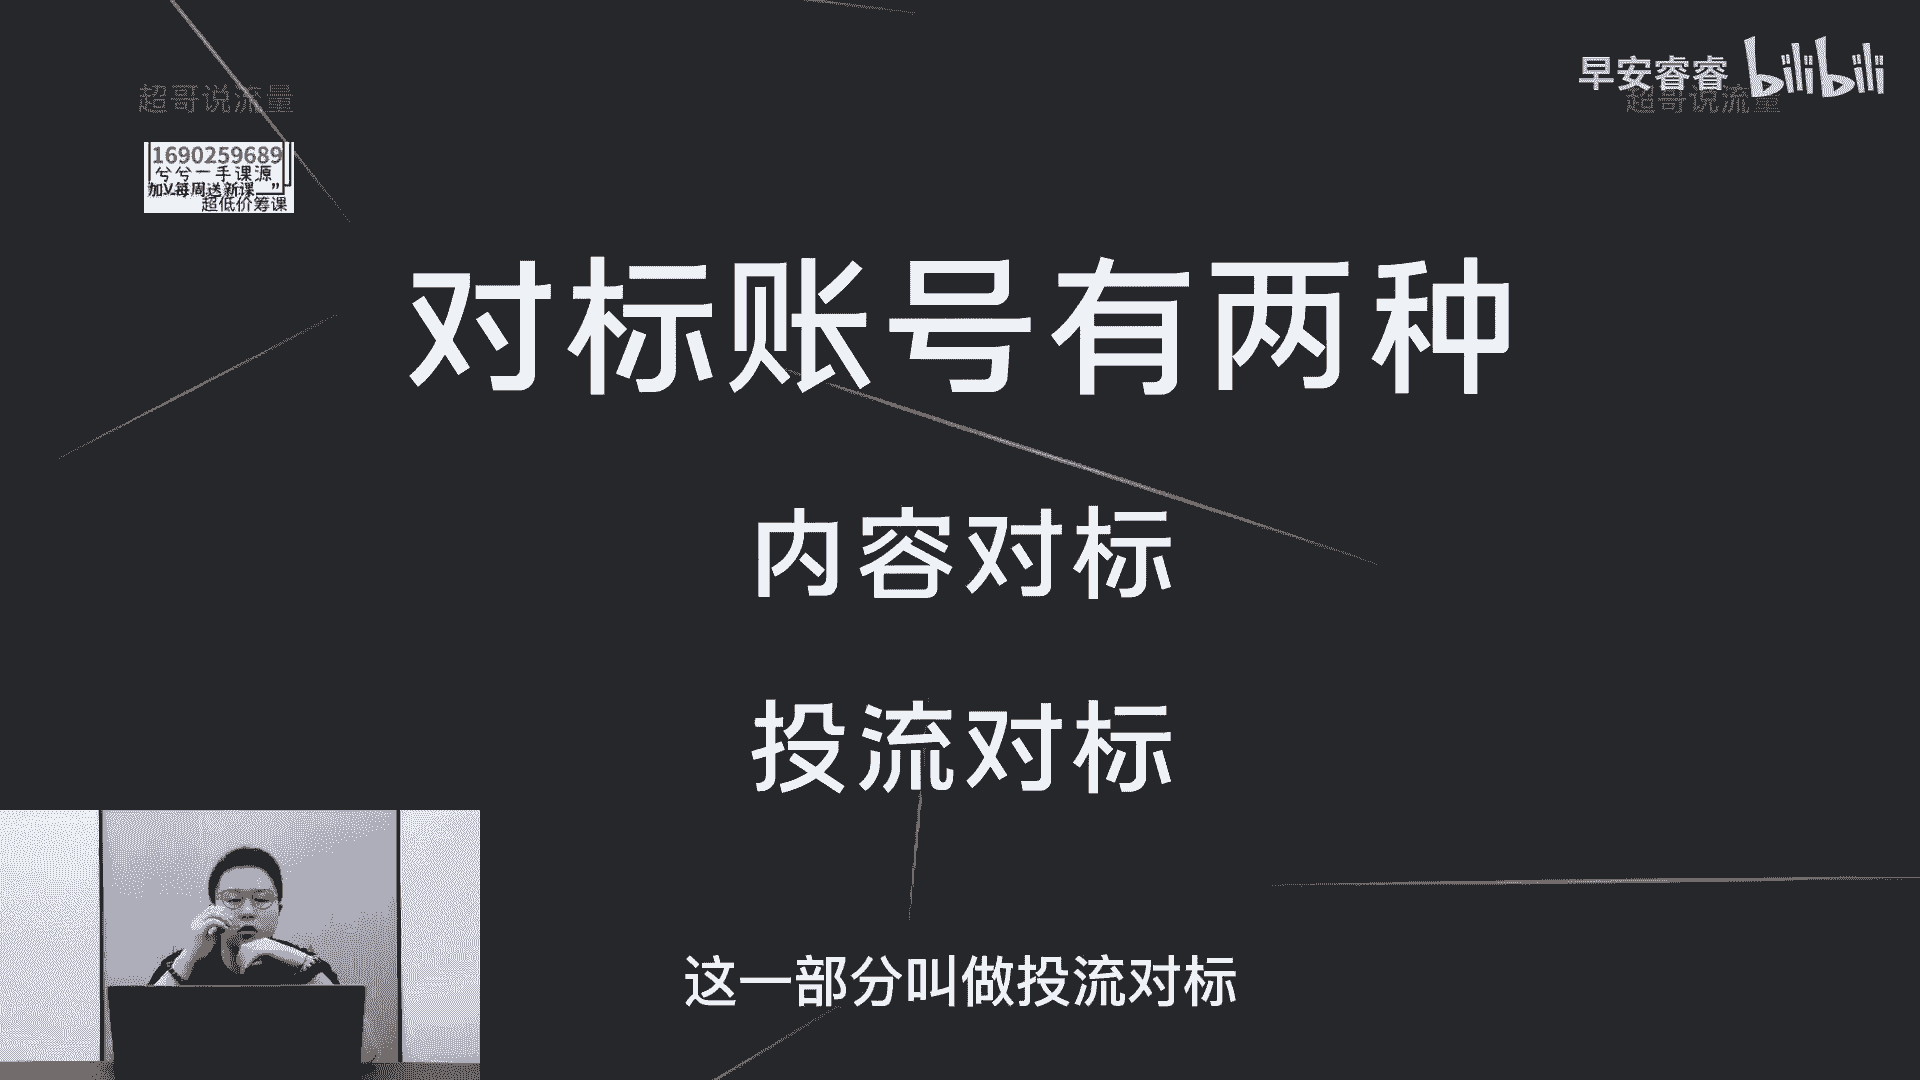 早安睿睿 bilibili
超哥说流量
超哥说流量
1690259689
兮兮一手课源
加V每周送新课
超低价筹课
对标账号有两种
内容对标
投流对标
这一部分叫做投流对标